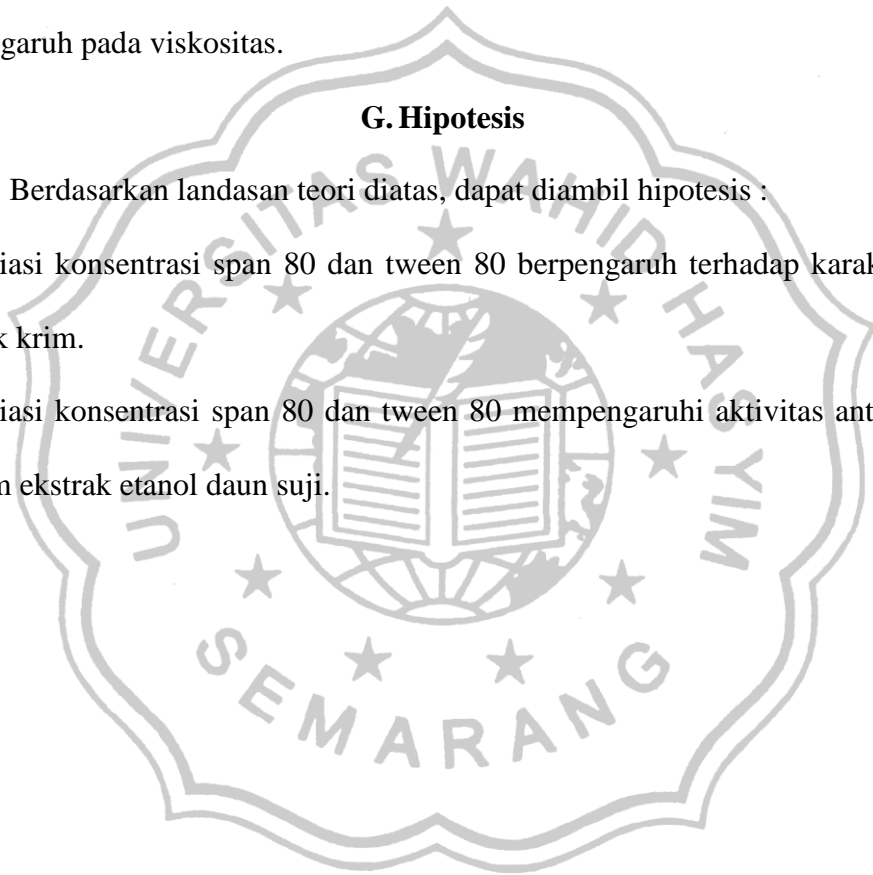 garuh pada viskositas.
G. Hipotesis
Berdasarkan landasan teori diatas, dapat diambil hipotesis :
iasi konsentrasi span 80 dan tween 80 berpengaruh terhadap karak
k krim.
iasi konsentrasi span 80 dan tween 80 mempengaruhi aktivitas ant
ekstrak etanol daun suji.
UNIVERSITAS WAHID HASYIM
SEMARANG